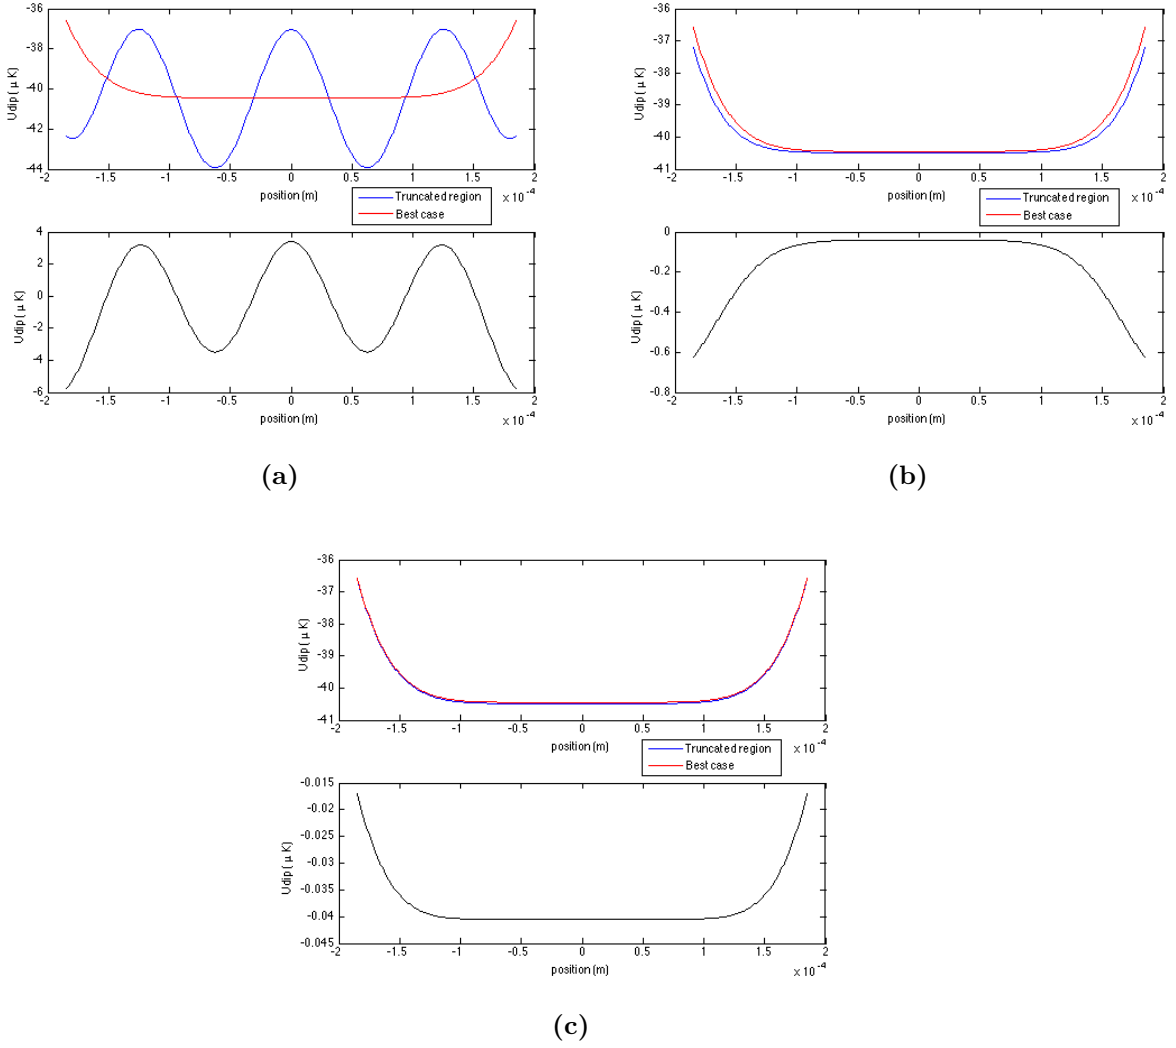 -36
-38
-40
-42
-44
Udip ( μ K)
-2 -1.5 -1 -0.5 0 0.5 1 1.5 2
position (m)
x 10^-4
Truncated region
Best case
4
2
0
-2
-4
-6
Udip ( μ K)
-2 -1.5 -1 -0.5 0 0.5 1 1.5 2
position (m)
x 10^-4
(a)
-36
-37
-38
-39
-40
-41
Udip ( μ K)
-2 -1.5 -1 -0.5 0 0.5 1 1.5 2
position (m)
x 10^-4
Truncated region
Best case
0
-0.2
-0.4
-0.6
-0.8
Udip ( μ K)
-2 -1.5 -1 -0.5 0 0.5 1 1.5 2
position (m)
x 10^-4
(b)
-36
-37
-38
-39
-40
-41
Udip ( μ K)
-2 -1.5 -1 -0.5 0 0.5 1 1.5 2
position (m)
x 10^-4
Truncated region
Best case
-0.015
-0.02
-0.025
-0.03
-0.035
-0.04
-0.045
Udip ( μ K)
-2 -1.5 -1 -0.5 0 0.5 1 1.5 2
position (m)
x 10^-4
(c)